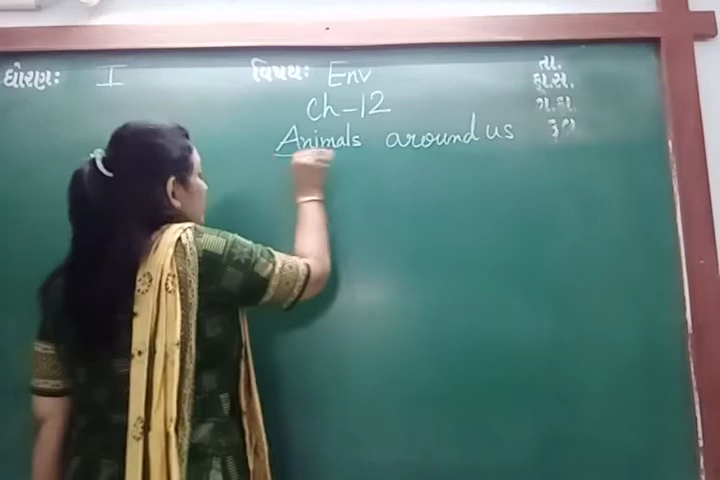 ધોરણ: I
વિષય: Env
Ch-12
Animals around us
તા.
કુ.સં.
ગે.હા.
કુલ